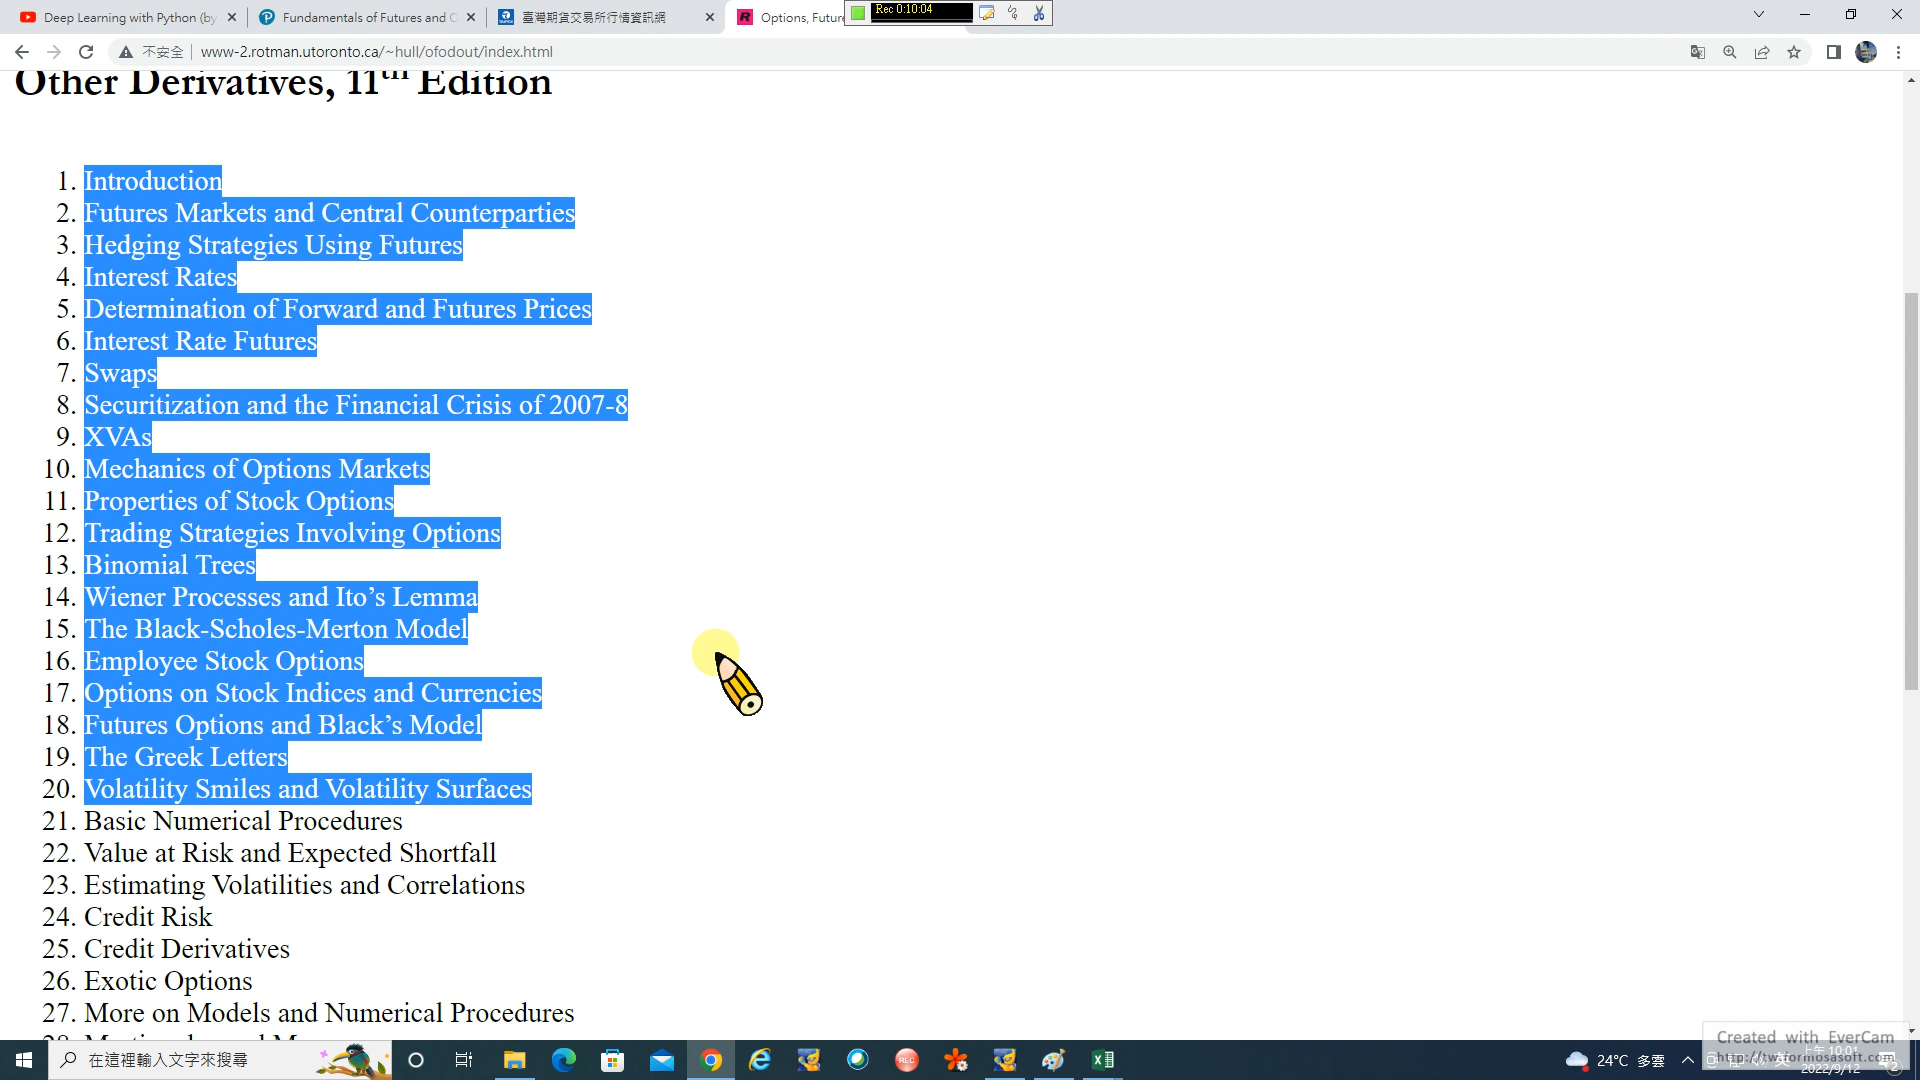 Deep Learning with Python (by
Fundamentals of Futures and O
臺灣期貨交易所行情資訊網
Options, Futur
Rec 0:10:04
不安全
www-2.rotman.utoronto.ca/~hull/ofodout/index.html
Other Derivatives, 11th Edition
1. Introduction
2. Futures Markets and Central Counterparties
3. Hedging Strategies Using Futures
4. Interest Rates
5. Determination of Forward and Futures Prices
6. Interest Rate Futures
7. Swaps
8. Securitization and the Financial Crisis of 2007-8
9. XVAs
10. Mechanics of Options Markets
11. Properties of Stock Options
12. Trading Strategies Involving Options
13. Binomial Trees
14. Wiener Processes and Ito’s Lemma
15. The Black-Scholes-Merton Model
16. Employee Stock Options
17. Options on Stock Indices and Currencies
18. Futures Options and Black’s Model
19. The Greek Letters
20. Volatility Smiles and Volatility Surfaces
21. Basic Numerical Procedures
22. Value at Risk and Expected Shortfall
23. Estimating Volatilities and Correlations
24. Credit Risk
25. Credit Derivatives
26. Exotic Options
27. More on Models and Numerical Procedures
在這裡輸入文字來搜尋
REC
24°C 多雲
英
上午 10:01
2022/9/12
Created with EverCam
http://twformosasoft.com